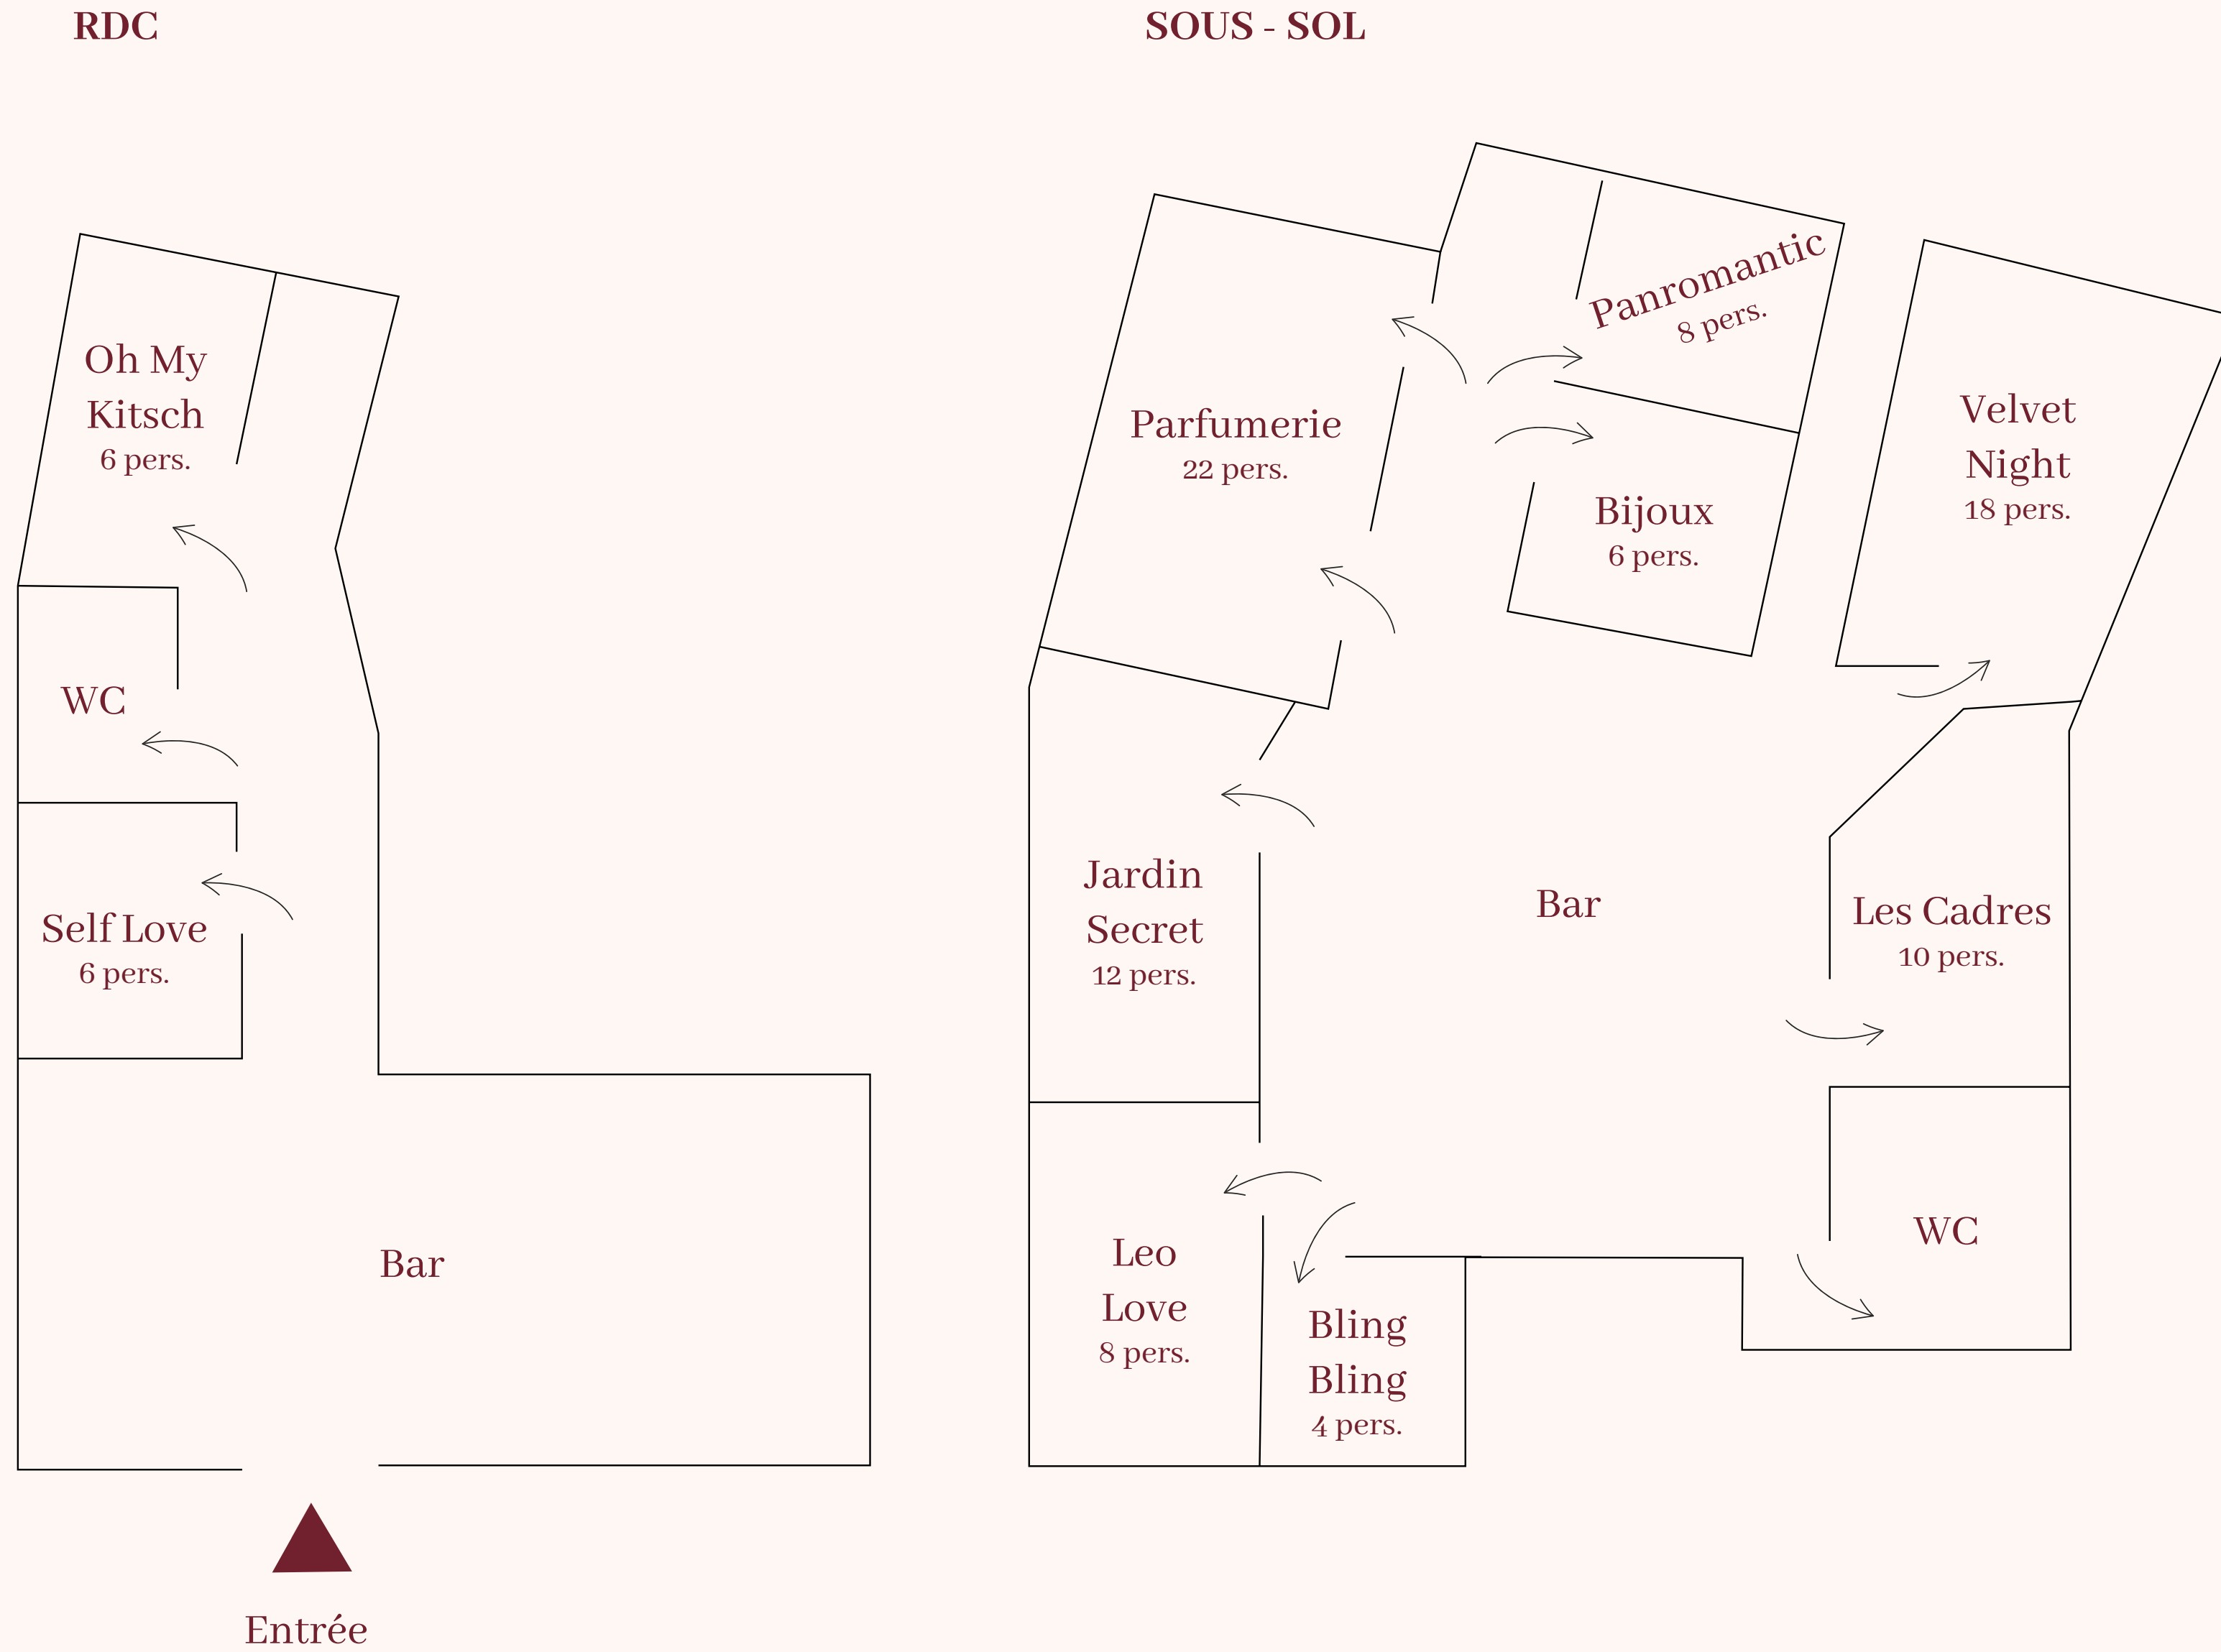 RDC
Oh My
Kitsch
6 pers.
WC
Self Love
6 pers.
Bar
Entrée
SOUS - SOL
Parfumerie
22 pers.
Panromantic
8 pers.
Bijoux
6 pers.
Velvet
Night
18 pers.
Jardin
Secret
12 pers.
Bar
Les Cadres
10 pers.
Leo
Love
8 pers.
Bling
Bling
4 pers.
WC